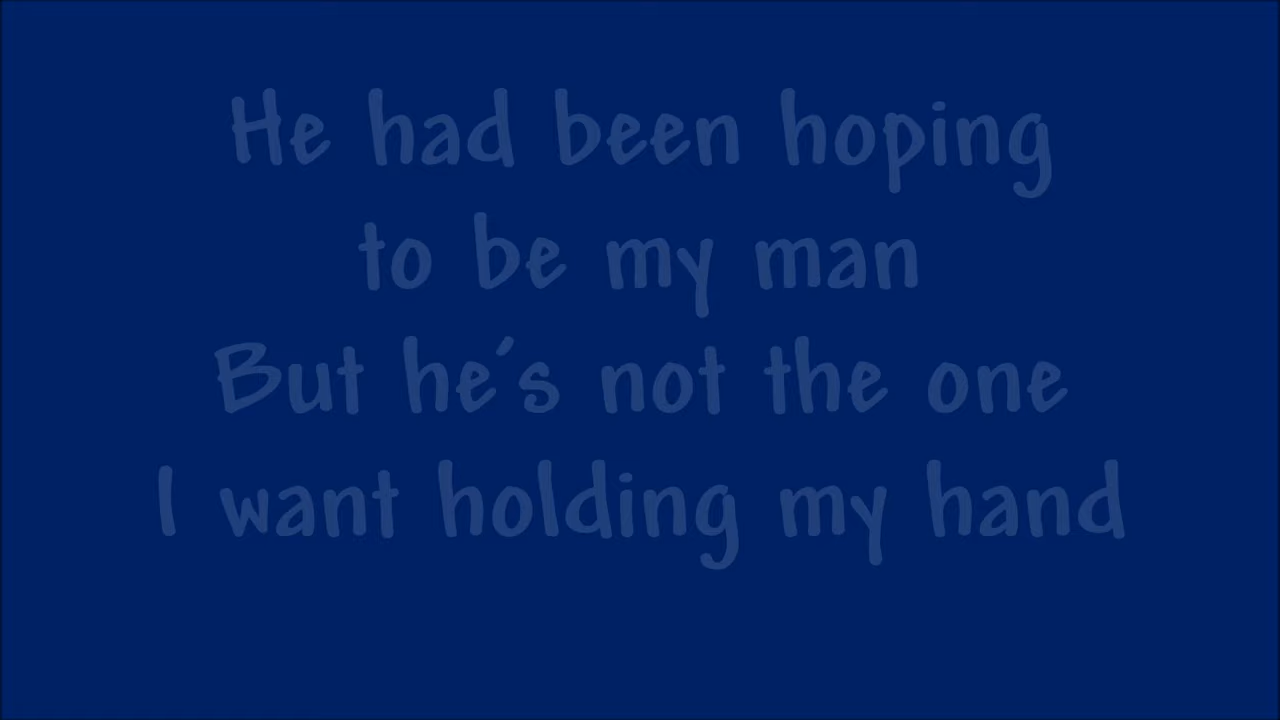 He had been hoping
to be my man
But he's not the one
I want holding my hand